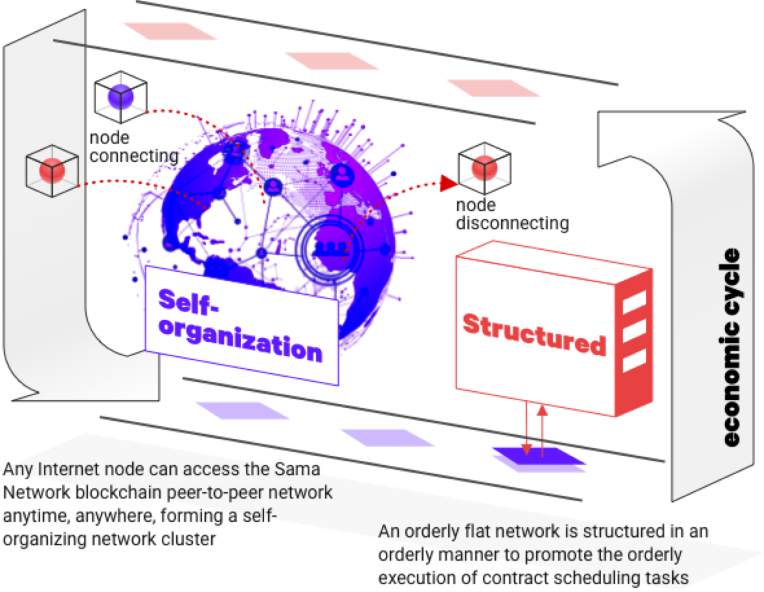 node
connecting
node
disconnecting
Self-
organization
Structured
economic cycle
Any Internet node can access the Sama
Network blockchain peer-to-peer network
anytime, anywhere, forming a self-
organizing network cluster
An orderly flat network is structured in an
orderly manner to promote the orderly
execution of contract scheduling tasks